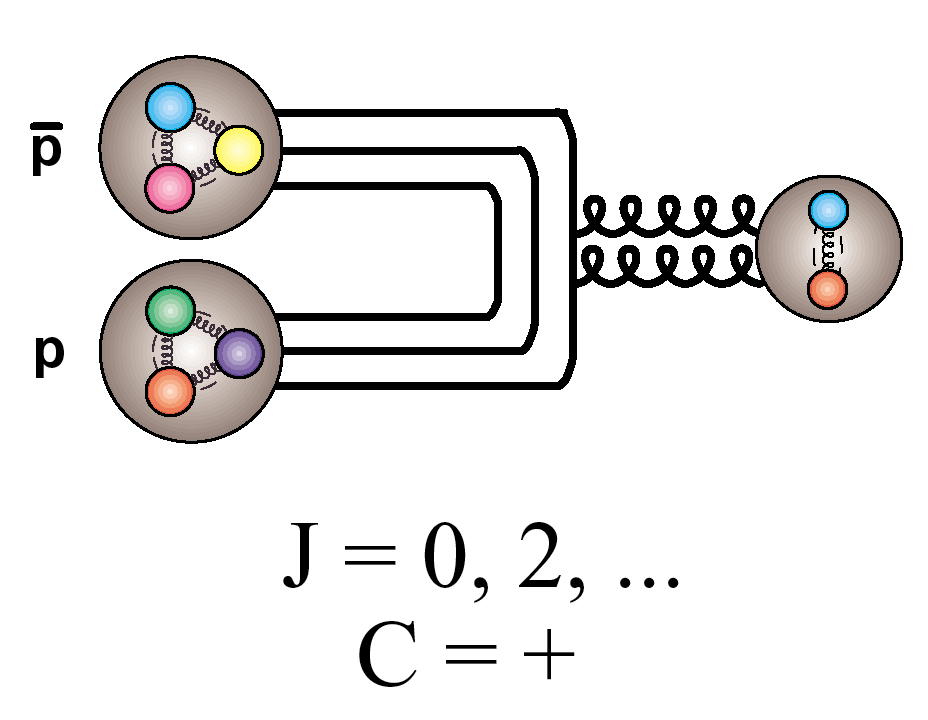 p̅
p
J = 0, 2, ...
C = +